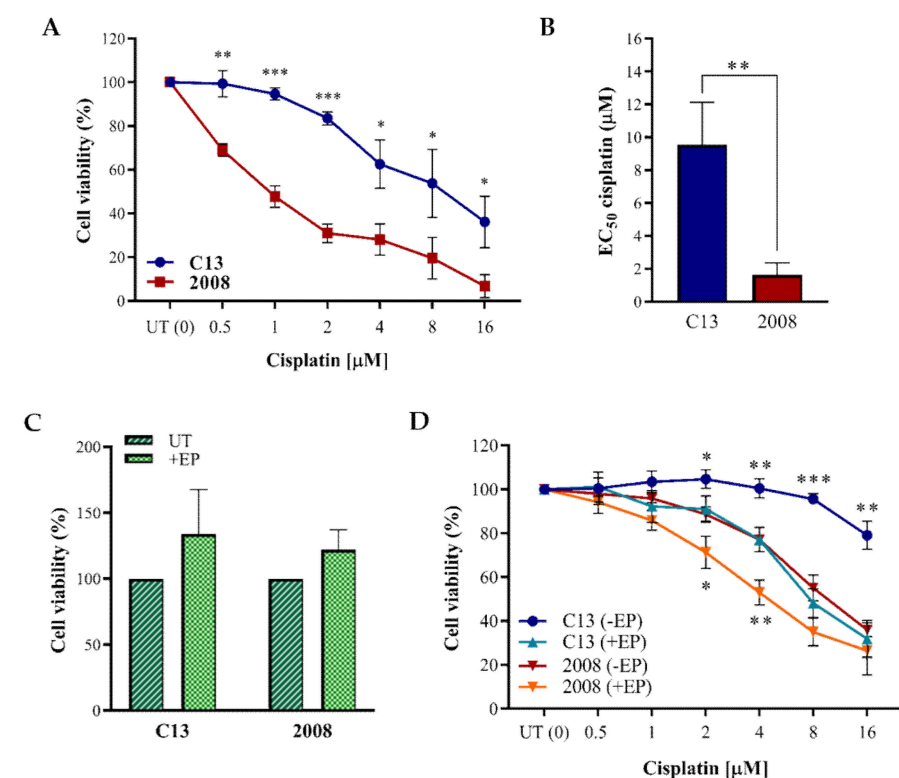 A
Cell viability (%)
120
100
80
60
40
20
0
**
***
***
*
*
*
C13
2008
UT (0) 0.5 1 2 4 8 16
Cisplatin [μM]
B
EC50 cisplatin (μM)
16
14
12
10
8
6
4
2
0
**
C13 2008
C
Cell viability (%)
200
150
100
50
0
UT
+EP
C13 2008
D
Cell viability (%)
120
100
80
60
40
20
0
*
**
***
**
*
**
C13 (-EP)
C13 (+EP)
2008 (-EP)
2008 (+EP)
UT (0) 0.5 1 2 4 8 16
Cisplatin [μM]